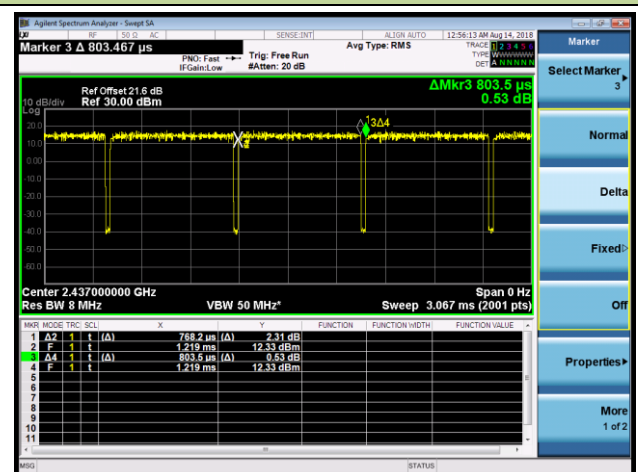 Agilent Spectrum Analyzer - Swept SA
RF 50 Ω AC SENSE:INT ALIGN AUTO 12:56:13 AM Aug 14, 2018
Marker 3 Δ 803.467 µs
PNO: Fast
IFGain:Low
Trig: Free Run
#Atten: 20 dB
Avg Type: RMS
TRACE 1 2 3 4 5 6
TYPE W
DET A N N N N N
Ref Offset 21.6 dB
10 dB/div Ref 30.00 dBm
Log
ΔMkr3 803.5 µs
0.53 dB
20.0
10.0
0.00
-10.0
-20.0
-30.0
-40.0
-50.0
-60.0
1 3Δ4
Center 2.437000000 GHz Span 0 Hz
Res BW 8 MHz VBW 50 MHz* Sweep 3.067 ms (2001 pts)
MKR MODE TRC SCL X Y FUNCTION FUNCTION WIDTH FUNCTION VALUE
1 Δ2 1 t (Δ) 768.2 µs (Δ) 2.31 dB
2 F 1 t 1.219 ms 12.33 dBm
3 Δ4 1 t (Δ) 803.5 µs (Δ) 0.53 dB
4 F 1 t 1.219 ms 12.33 dBm
5
6
7
8
9
10
11
MSG STATUS
Marker
Select Marker
3
Normal
Delta
Fixed
Off
Properties
More
1 of 2